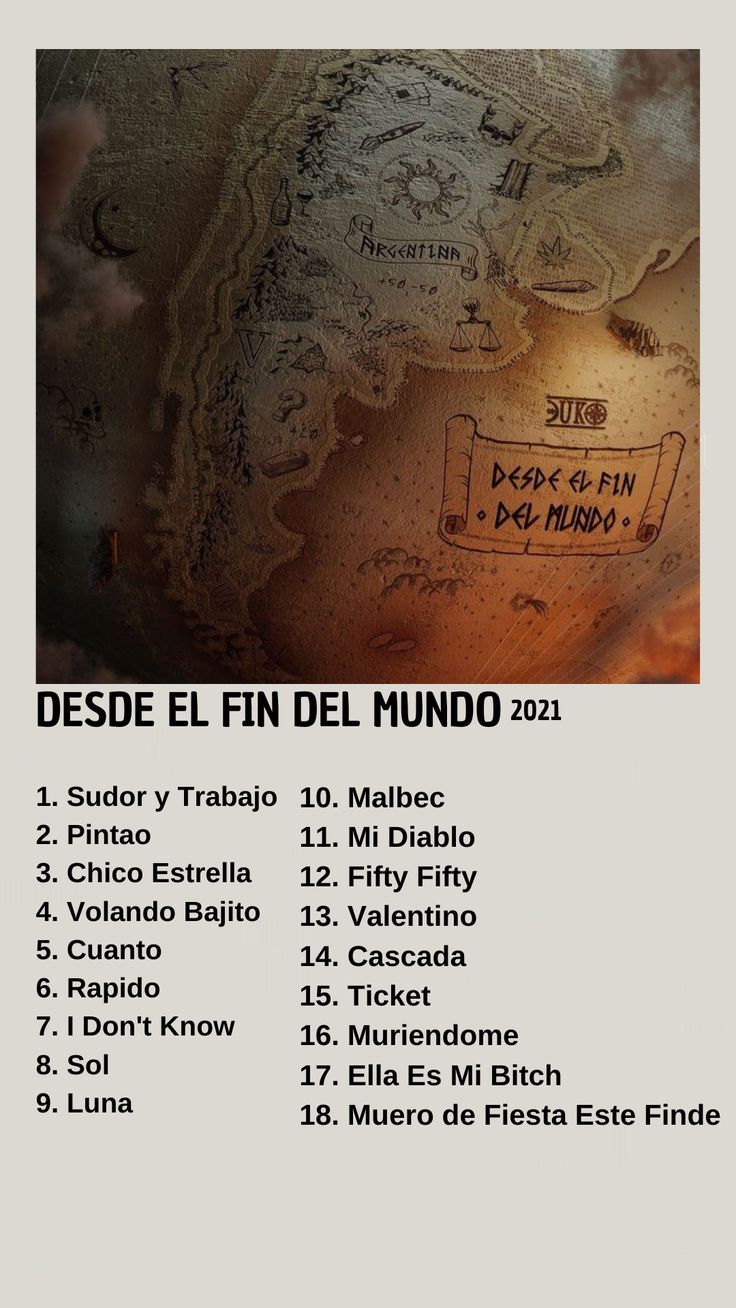 ARGENTINA
+50,-50
V
?
+20
DUKO
DESDE EL FIN
DEL MUNDO
DESDE EL FIN DEL MUNDO 2021
1. Sudor y Trabajo
2. Pintao
3. Chico Estrella
4. Volando Bajito
5. Cuanto
6. Rapido
7. I Don't Know
8. Sol
9. Luna
10. Malbec
11. Mi Diablo
12. Fifty Fifty
13. Valentino
14. Cascada
15. Ticket
16. Muriendome
17. Ella Es Mi Bitch
18. Muero de Fiesta Este Finde